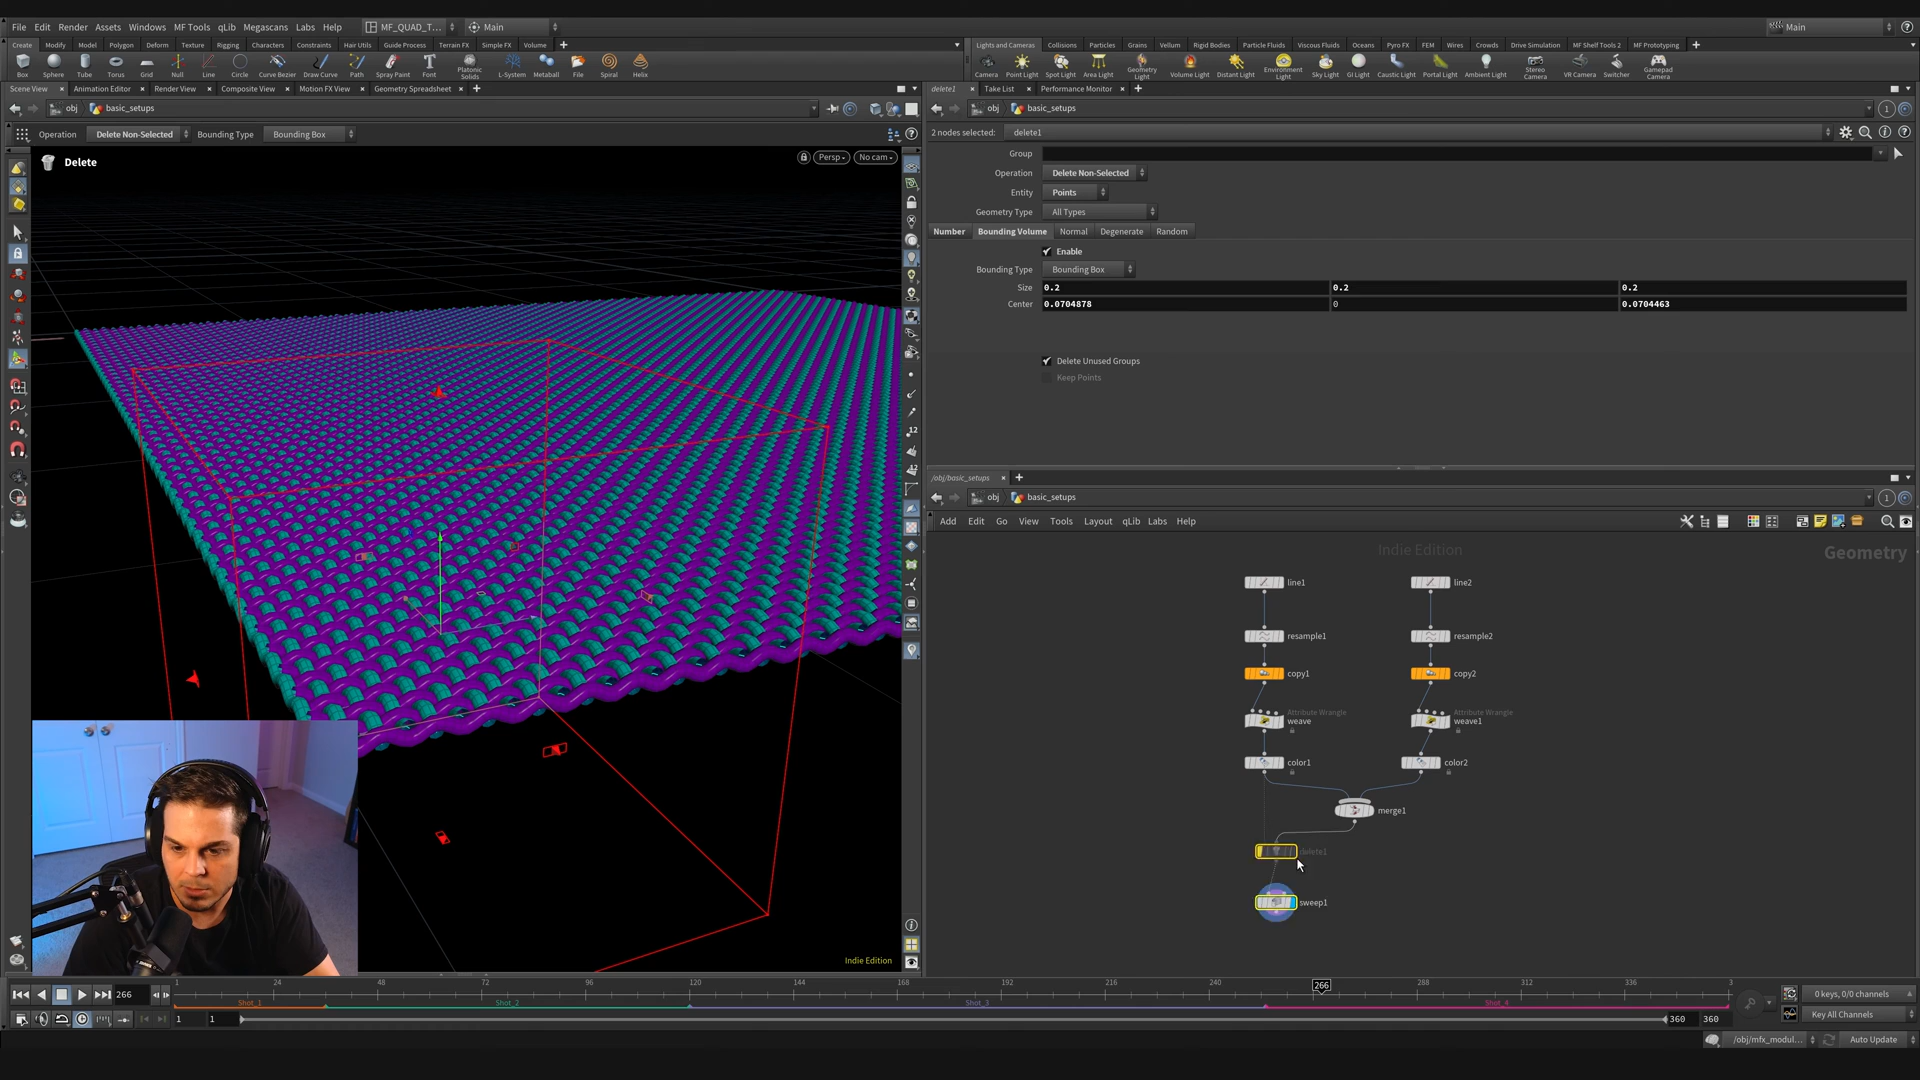 File Edit Render Assets Windows MF Tools qLib Megascans Labs Help MF_QUAD_T... Main Main
Create Modify Model Polygon Deform Texture Rigging Characters Constraints Hair Utils Guide Process Terrain FX Simple FX Volume
Lights and Cameras Collisions Particles Grains Vellum Rigid Bodies Particle Fluids Viscous Fluids Oceans Pyro FX FEM Wires Crowds Drive Simulation MF Shelf Tools 2 MF Prototyping
Box Sphere Tube Torus Grid Null Line Circle Curve Bezier Draw Curve Path Spray Paint Font Platonic Solids L-System Metaball File Spiral Helix
Camera Point Light Spot Light Area Light Geometry Light Volume Light Distant Light Environment Light Sky Light GI Light Caustic Light Portal Light Ambient Light Stereo Camera VR Camera Switcher Gamepad Camera
Scene View Animation Editor Render View Composite View Motion FX View Geometry Spreadsheet
delete1 Take List Performance Monitor
obj basic_setups
obj basic_setups 1
Operation Delete Non-Selected Bounding Type Bounding Box
2 nodes selected: delete1
Delete
Persp No cam
Group
Operation Delete Non-Selected
Entity Points
Geometry Type All Types
Number Bounding Volume Normal Degenerate Random
Enable
Bounding Type Bounding Box
Size 0.2 0.2 0.2
Center 0.0704878 0 0.0704463
Delete Unused Groups
Keep Points
12
12
/obj/basic_setups
obj basic_setups 1
Add Edit Go View Tools Layout qLib Labs Help
Indie Edition
Geometry
line1 line2
resample1 resample2
copy1 copy2
Attribute Wrangle Attribute Wrangle
weave weave1
color1 color2
merge1
delete1
sweep1
Indie Edition
266
1 24 48 72 96 120 144 168 192 216 240 266 288 312 336 3
Shot_1 Shot_2 Shot_3 Shot_4
0 keys, 0/0 channels
1 1 360 360
Key All Channels
/obj/mfx_modul... Auto Update